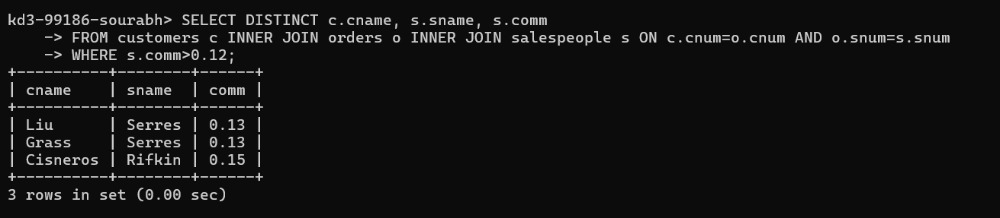 kd3-99186-sourabh> SELECT DISTINCT c.cname, s.sname, s.comm
    -> FROM customers c INNER JOIN orders o INNER JOIN salespeople s ON c.cnum=o.cnum AND o.snum=s.snum
    -> WHERE s.comm>0.12;
+----------+--------+------+
| cname    | sname  | comm |
+----------+--------+------+
| Liu      | Serres | 0.13 |
| Grass    | Serres | 0.13 |
| Cisneros | Rifkin | 0.15 |
+----------+--------+------+
3 rows in set (0.00 sec)